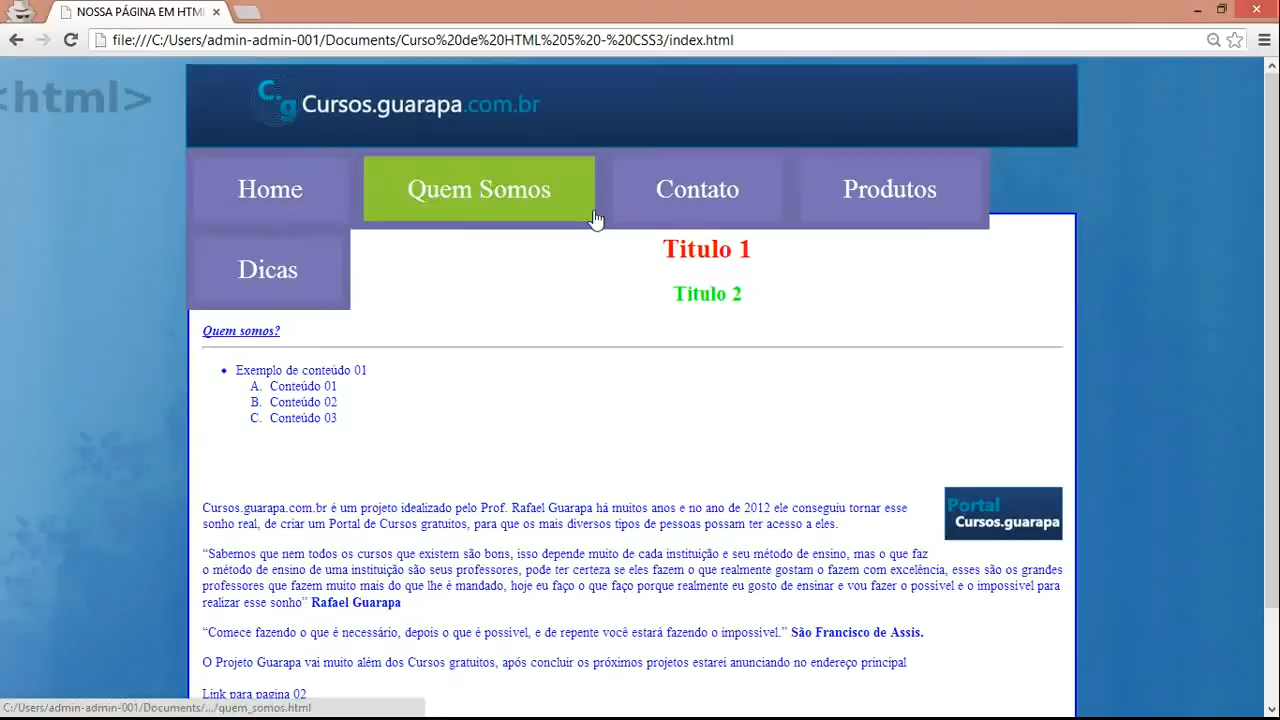 NOSSA PÁGINA EM HTM
file:///C:/Users/admin-admin-001/Documents/Curso%20de%20HTML%205%20-%20CSS3/index.html
<html>
C.g Cursos.guarapa.com.br
Home
Quem Somos
Contato
Produtos
Dicas
Titulo 1
Titulo 2
Quem somos?
Exemplo de conteúdo 01
A. Conteúdo 01
B. Conteúdo 02
C. Conteúdo 03
Portal
Cursos.guarapa
Cursos.guarapa.com.br é um projeto idealizado pelo Prof. Rafael Guarapa há muitos anos e no ano de 2012 ele conseguiu tornar esse
sonho real, de criar um Portal de Cursos gratuitos, para que os mais diversos tipos de pessoas possam ter acesso a eles.
“Sabemos que nem todos os cursos que existem são bons, isso depende muito de cada instituição e seu método de ensino, mas o que faz
o método de ensino de uma instituição são seus professores, pode ter certeza se eles fazem o que realmente gostam o fazem com excelência, esses são os grandes
professores que fazem muito mais do que lhe é mandado, hoje eu faço o que faço porque realmente eu gosto de ensinar e vou fazer o possivel e o impossivel para
realizar esse sonho” Rafael Guarapa
“Comece fazendo o que é necessário, depois o que é possível, e de repente você estará fazendo o impossível.” São Francisco de Assis.
O Projeto Guarapa vai muito além dos Cursos gratuitos, após concluir os próximos projetos estarei anunciando no endereço principal
Link para pagina 02
C:/Users/admin-admin-001/Documents/.../quem_somos.html